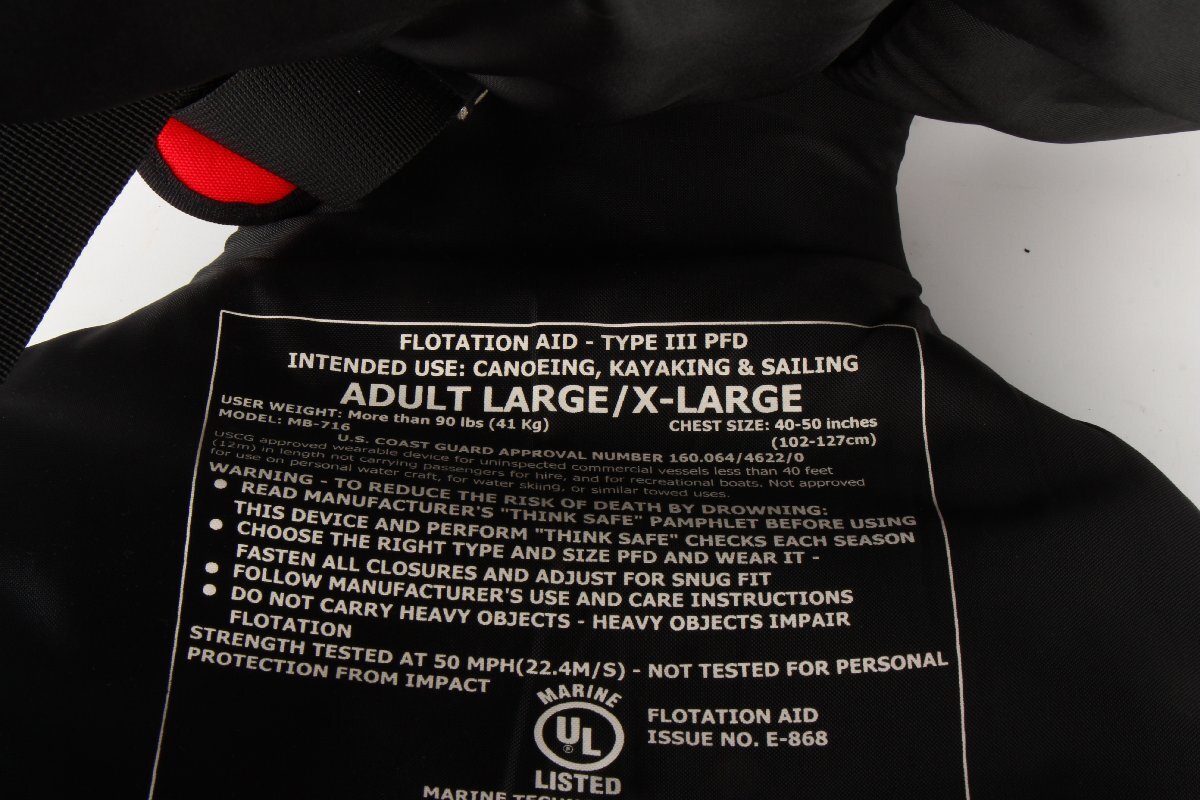 FLOTATION AID - TYPE III PFD
INTENDED USE: CANOEING, KAYAKING & SAILING
ADULT LARGE/X-LARGE
USER WEIGHT: More than 90 lbs (41 Kg)
CHEST SIZE: 40-50 inches
(102-127cm)
MODEL: MB-716
U.S. COAST GUARD APPROVAL NUMBER 160.064/4622/0
USCG approved wearable device for uninspected commercial vessels less than 40 feet
(12m) in length not carrying passengers for hire, and for recreational boats. Not approved
for use on personal water craft, for water skiing, or similar towed uses.
WARNING - TO REDUCE THE RISK OF DEATH BY DROWNING:
● READ MANUFACTURER'S "THINK SAFE" PAMPHLET BEFORE USING
THIS DEVICE AND PERFORM "THINK SAFE" CHECKS EACH SEASON
● CHOOSE THE RIGHT TYPE AND SIZE PFD AND WEAR IT -
FASTEN ALL CLOSURES AND ADJUST FOR SNUG FIT
● FOLLOW MANUFACTURER'S USE AND CARE INSTRUCTIONS
● DO NOT CARRY HEAVY OBJECTS - HEAVY OBJECTS IMPAIR
FLOTATION
STRENGTH TESTED AT 50 MPH(22.4M/S) - NOT TESTED FOR PERSONAL
PROTECTION FROM IMPACT
MARINE
UL ®
LISTED
FLOTATION AID
ISSUE NO. E-868
MARINE